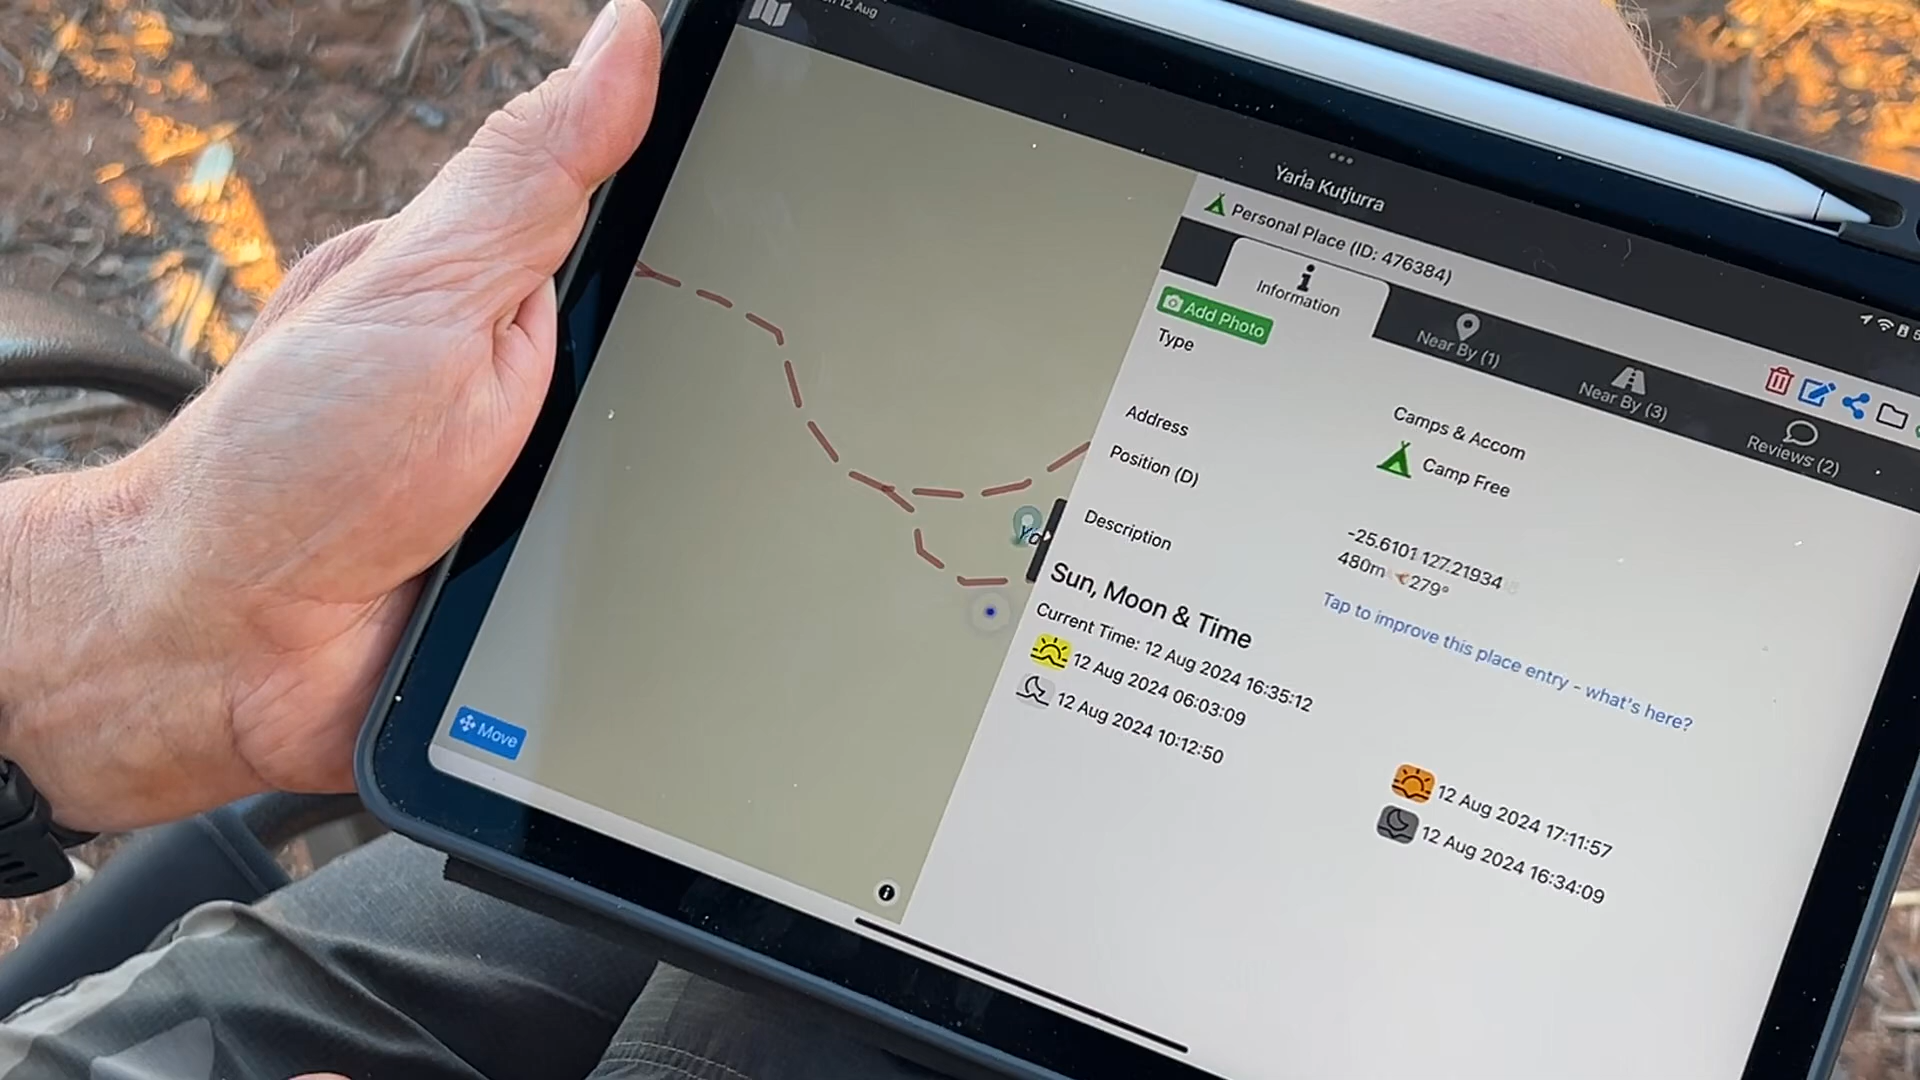 12 Aug
Yarla Kutjurra
Personal Place (ID: 476384)
Information
Near By (1)
Near By (3)
Reviews (2)
Add Photo
Type
Camps & Accom
Camp Free
Address
Position (D)
-25.6101 127.21934
480m 279°
Description
Tap to improve this place entry - what's here?
Sun, Moon & Time
Current Time: 12 Aug 2024 16:35:12
12 Aug 2024 06:03:09
12 Aug 2024 17:11:57
12 Aug 2024 10:12:50
12 Aug 2024 16:34:09
Move